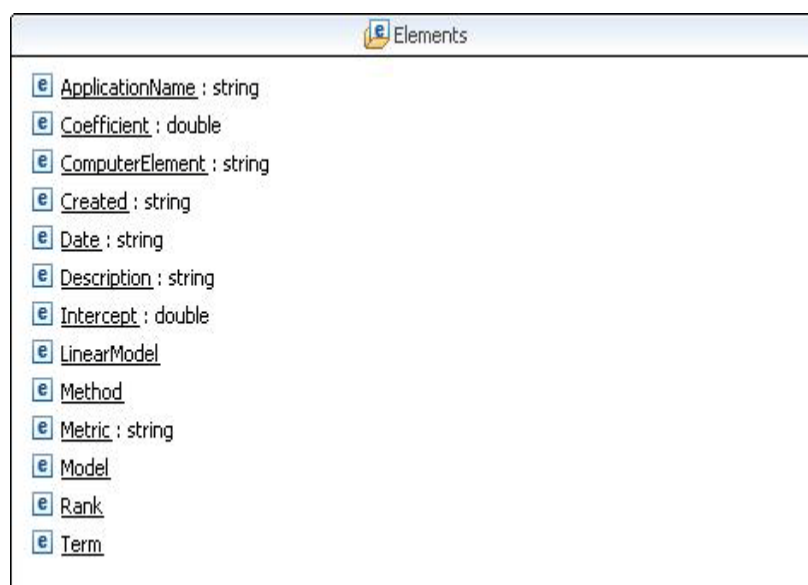 Elements
ApplicationName : string
Coefficient : double
ComputerElement : string
Created : string
Date : string
Description : string
Intercept : double
LinearModel
Method
Metric : string
Model
Rank
Term